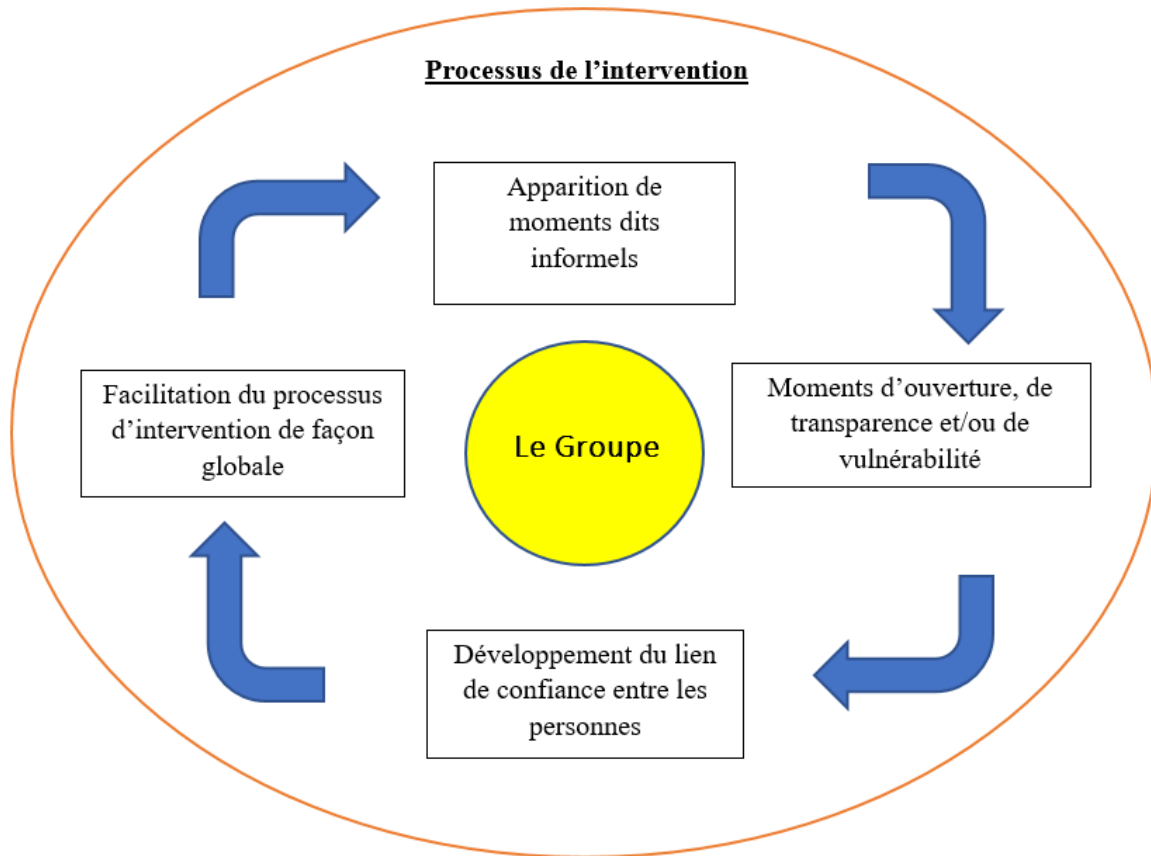 Processus de l’intervention
Apparition de
moments dits
informels
Facilitation du processus
d’intervention de façon
globale
Le Groupe
Moments d’ouverture, de
transparence et/ou de
vulnérabilité
Développement du lien
de confiance entre les
personnes